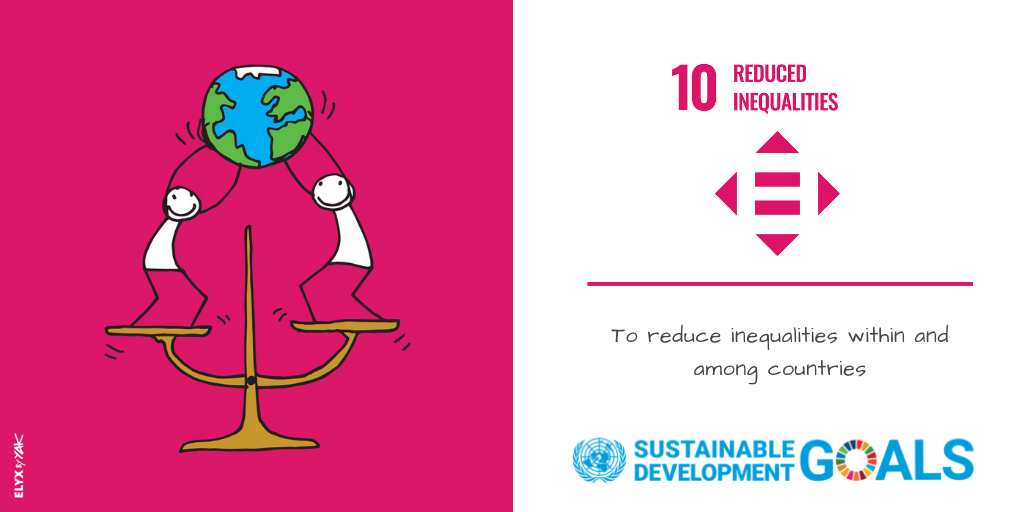 ELYX BY YAK
10 REDUCED
INEQUALITIES
To reduce inequalities within and
among countries
SUSTAINABLE
DEVELOPMENT GOALS